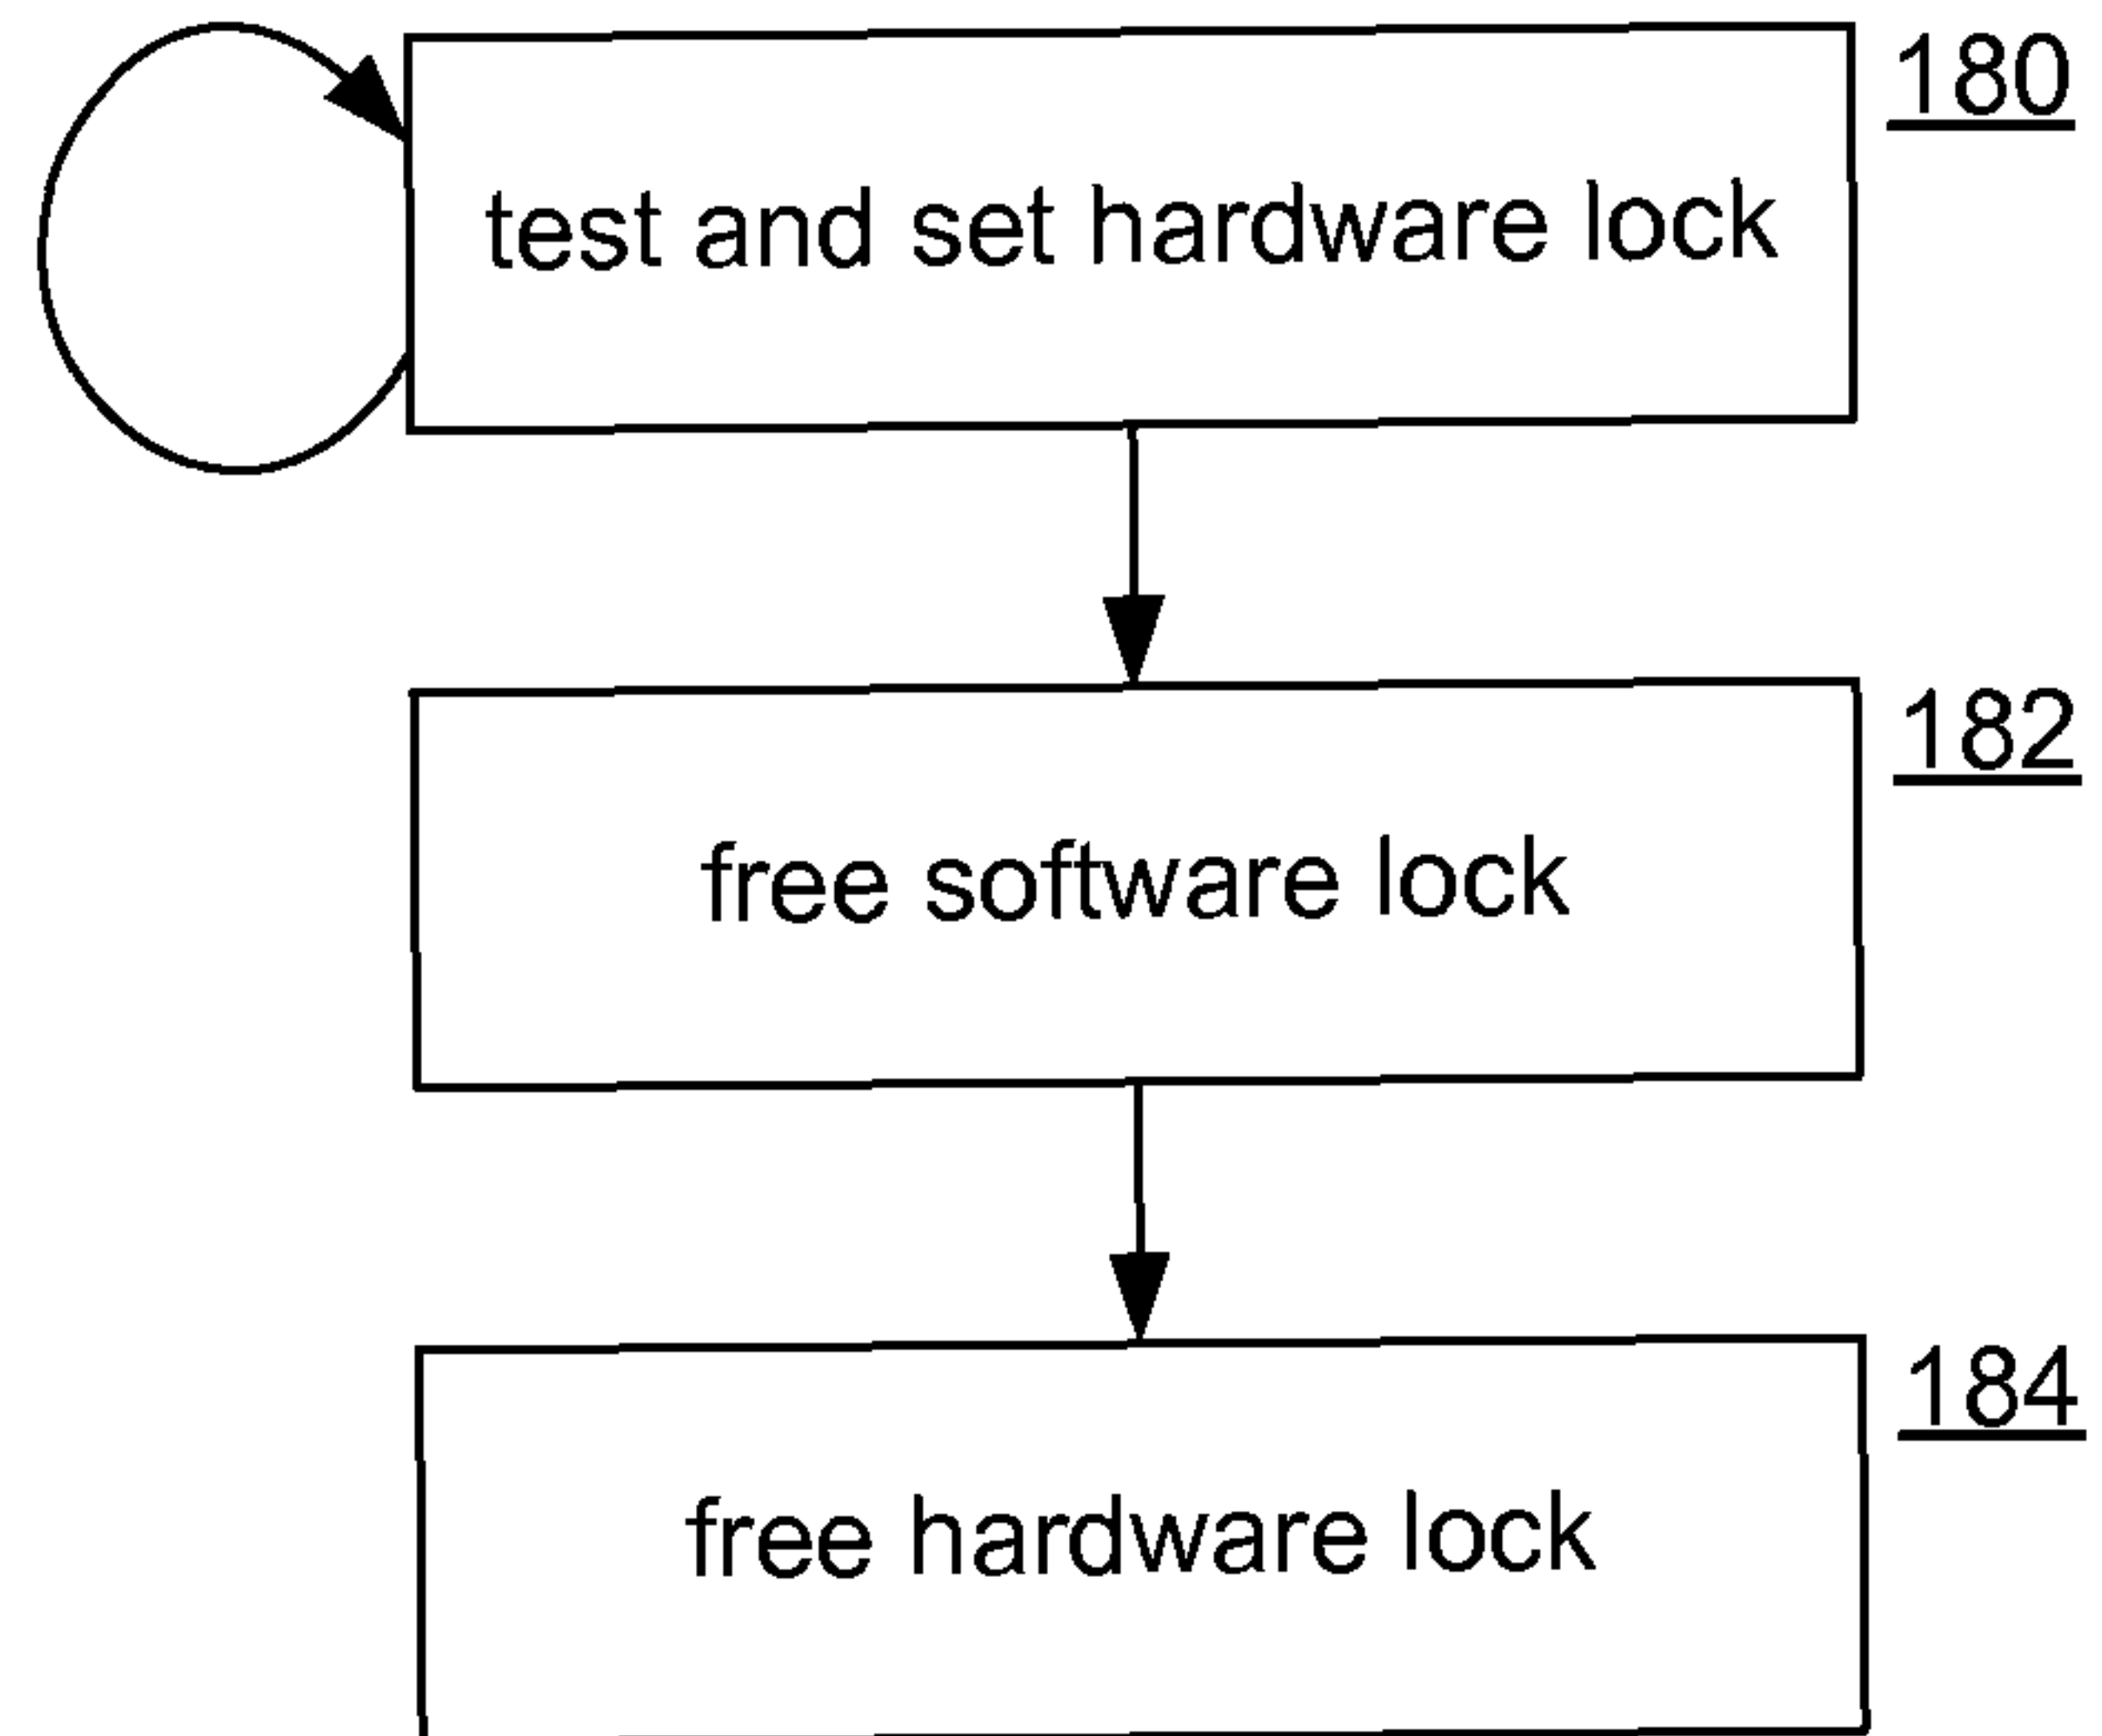 180
test and set hardware lock
182
free software lock
184
free hardware lock